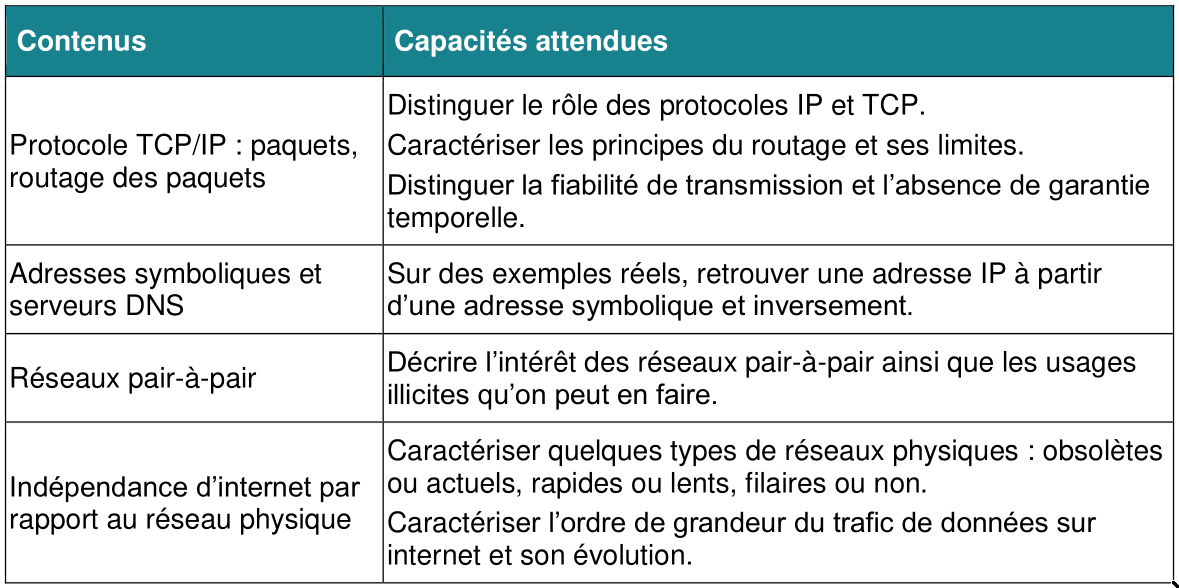 Contenus
Capacités attendues
Protocole TCP/IP : paquets,
routage des paquets
Distinguer le rôle des protocoles IP et TCP.
Caractériser les principes du routage et ses limites.
Distinguer la fiabilité de transmission et l’absence de garantie
temporelle.
Adresses symboliques et
serveurs DNS
Sur des exemples réels, retrouver une adresse IP à partir
d’une adresse symbolique et inversement.
Réseaux pair-à-pair
Décrire l’intérêt des réseaux pair-à-pair ainsi que les usages
illicites qu’on peut en faire.
Indépendance d’internet par
rapport au réseau physique
Caractériser quelques types de réseaux physiques : obsolètes
ou actuels, rapides ou lents, filaires ou non.
Caractériser l’ordre de grandeur du trafic de données sur
internet et son évolution.